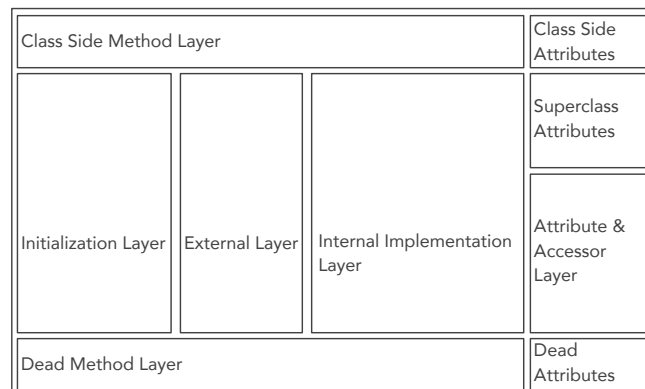 Class Side Method Layer
Class Side
Attributes
Superclass
Attributes
Initialization Layer
External Layer
Internal Implementation
Layer
Attribute &
Accessor
Layer
Dead Method Layer
Dead
Attributes